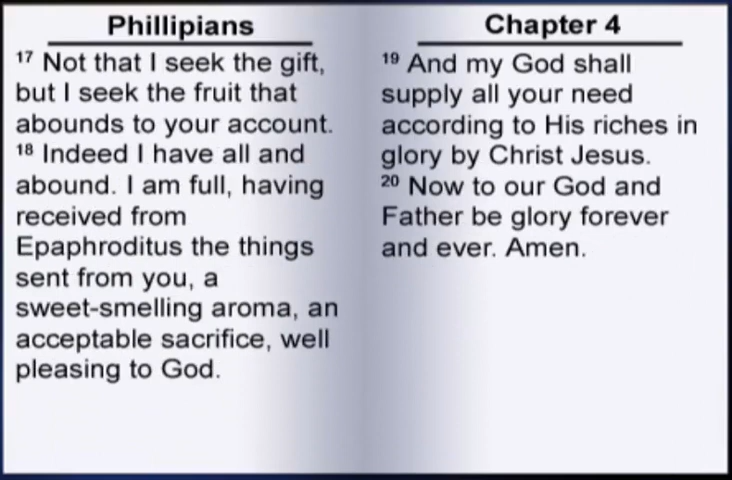 Phillipians
17 Not that I seek the gift,
but I seek the fruit that
abounds to your account.
18 Indeed I have all and
abound. I am full, having
received from
Epaphroditus the things
sent from you, a
sweet-smelling aroma, an
acceptable sacrifice, well
pleasing to God.
Chapter 4
19 And my God shall
supply all your need
according to His riches in
glory by Christ Jesus.
20 Now to our God and
Father be glory forever
and ever. Amen.